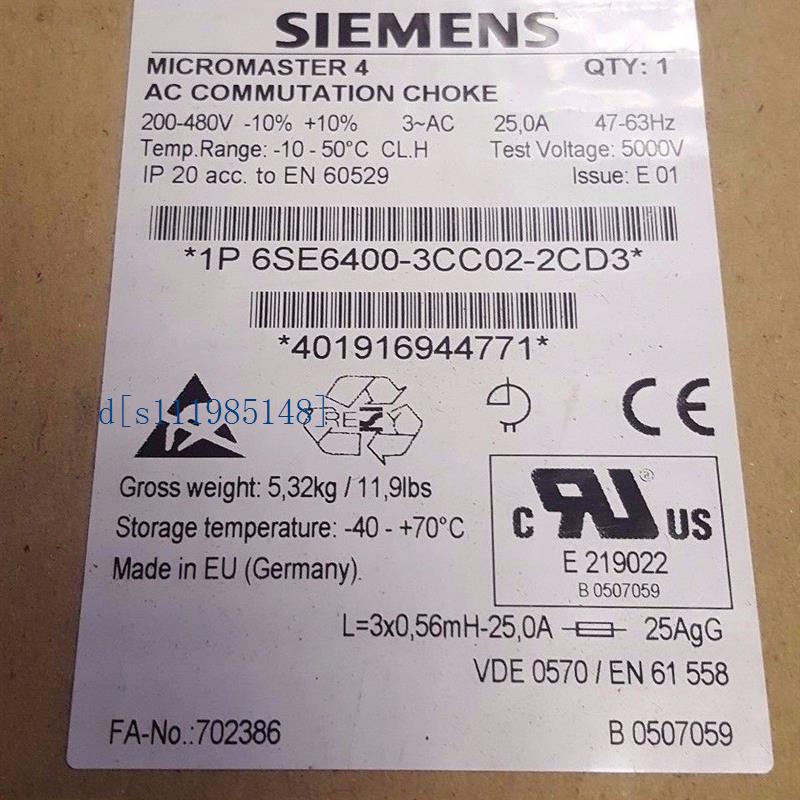 SIEMENS
MICROMASTER 4 QTY: 1
AC COMMUTATION CHOKE
200-480V -10% +10% 3~AC 25,0A 47-63Hz
Temp.Range: -10 - 50°C CL.H Test Voltage: 5000V
IP 20 acc. to EN 60529 Issue: E 01
*1P 6SE6400-3CC02-2CD3*
*401916944771*
d[s111985148]
RENY
CE
Gross weight: 5,32kg / 11,9lbs
Storage temperature: -40 - +70°C
Made in EU (Germany).
C RU US
®
E 219022
B 0507059
L=3x0,56mH-25,0A 25AgG
VDE 0570 / EN 61 558
FA-No.:702386 B 0507059